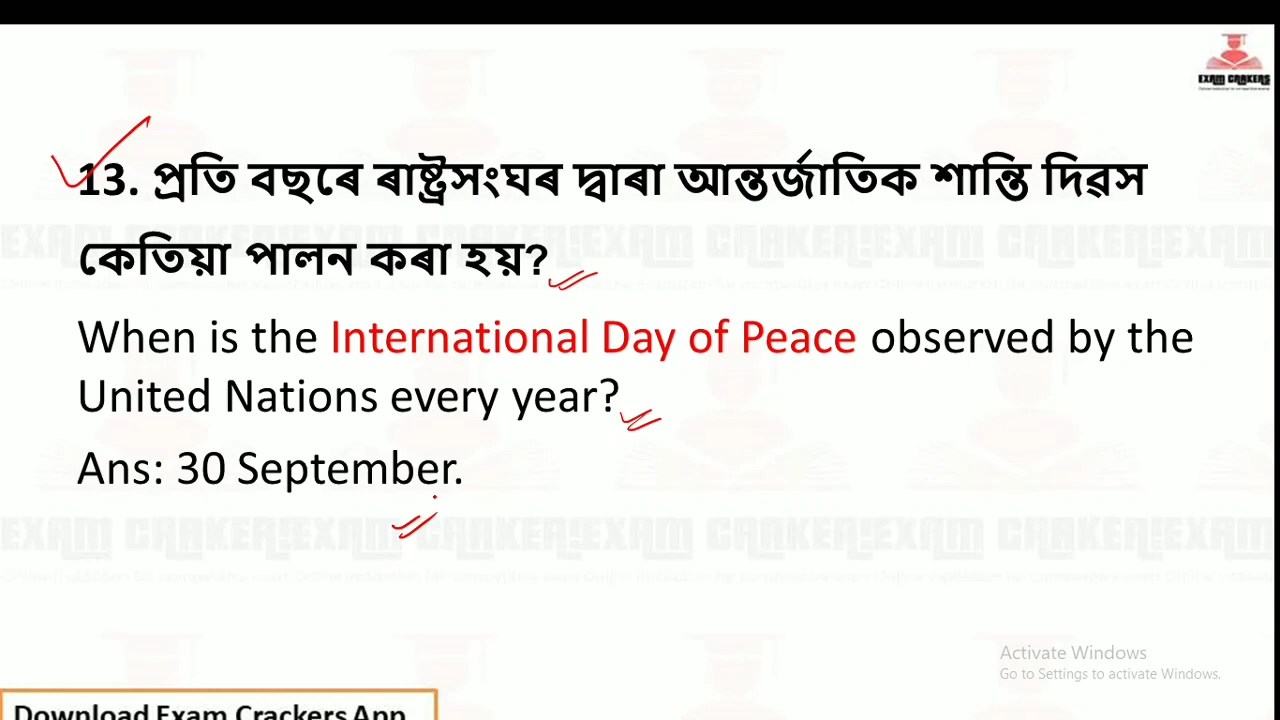 EXAM CRAKERS
13. প্ৰতি বছৰে ৰাষ্ট্ৰসংঘৰ দ্বাৰা আন্তৰ্জাতিক শান্তি দিৱস
কেতিয়া পালন কৰা হয়?
When is the International Day of Peace observed by the
United Nations every year?
Ans: 30 September.
Activate Windows
Go to Settings to activate Windows.
Download Exam Crackers App